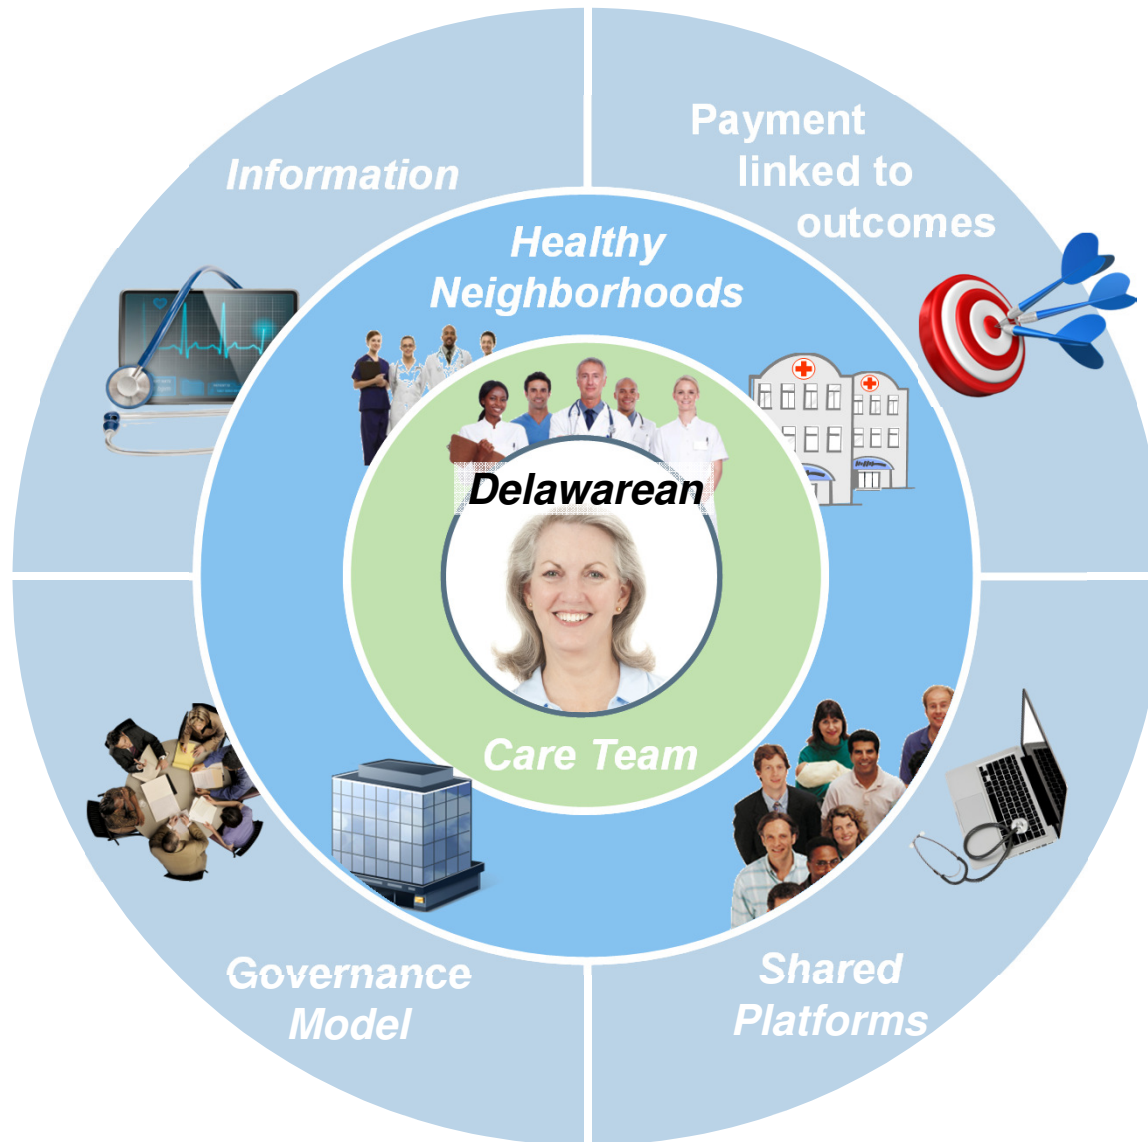 Information
Payment
linked to
outcomes
Healthy
Neighborhoods
Delawarean
Care Team
Governance
Model
Shared
Platforms